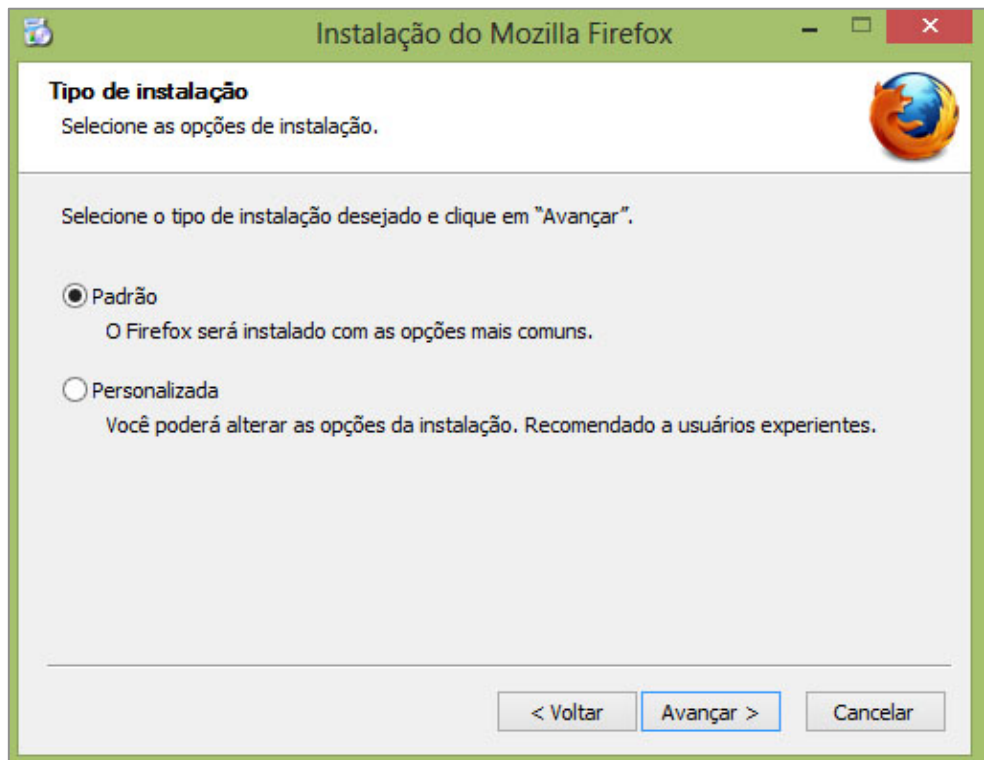 Instalação do Mozilla Firefox
Tipo de instalação
Selecione as opções de instalação.
Selecione o tipo de instalação desejado e clique em “Avançar”.
Padrão
O Firefox será instalado com as opções mais comuns.
Personalizada
Você poderá alterar as opções da instalação. Recomendado a usuários experientes.
< Voltar
Avançar >
Cancelar